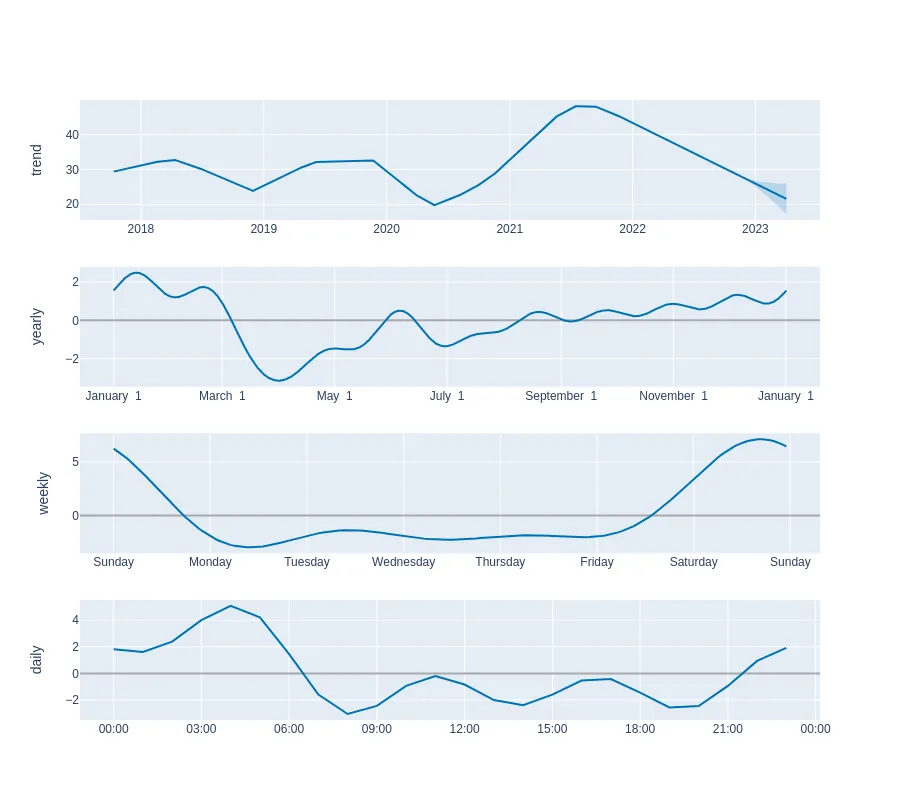 trend
40
30
20
2018 2019 2020 2021 2022 2023
yearly
2
0
−2
January 1 March 1 May 1 July 1 September 1 November 1 January 1
weekly
5
0
Sunday Monday Tuesday Wednesday Thursday Friday Saturday Sunday
daily
4
2
0
−2
00:00 03:00 06:00 09:00 12:00 15:00 18:00 21:00 00:00